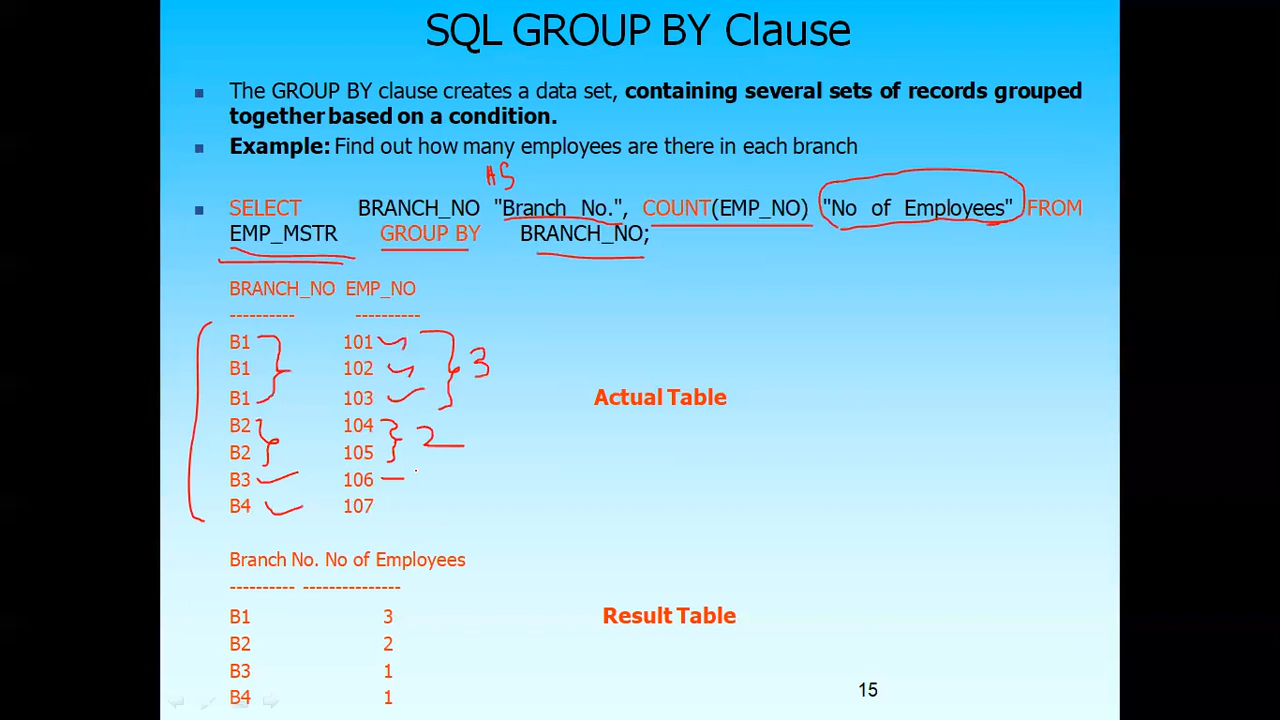 SQL GROUP BY Clause
The GROUP BY clause creates a data set, containing several sets of records grouped
together based on a condition.
Example: Find out how many employees are there in each branch
AS
SELECT BRANCH_NO "Branch No.", COUNT(EMP_NO) "No of Employees" FROM
EMP_MSTR GROUP BY BRANCH_NO;
BRANCH_NO EMP_NO
---------- ----------
B1 101
B1 102
3
B1 103
Actual Table
B2 104
2
B2 105
B3 106
B4 107
Branch No. No of Employees
---------- ---------------
B1 3
Result Table
B2 2
B3 1
B4 1
15